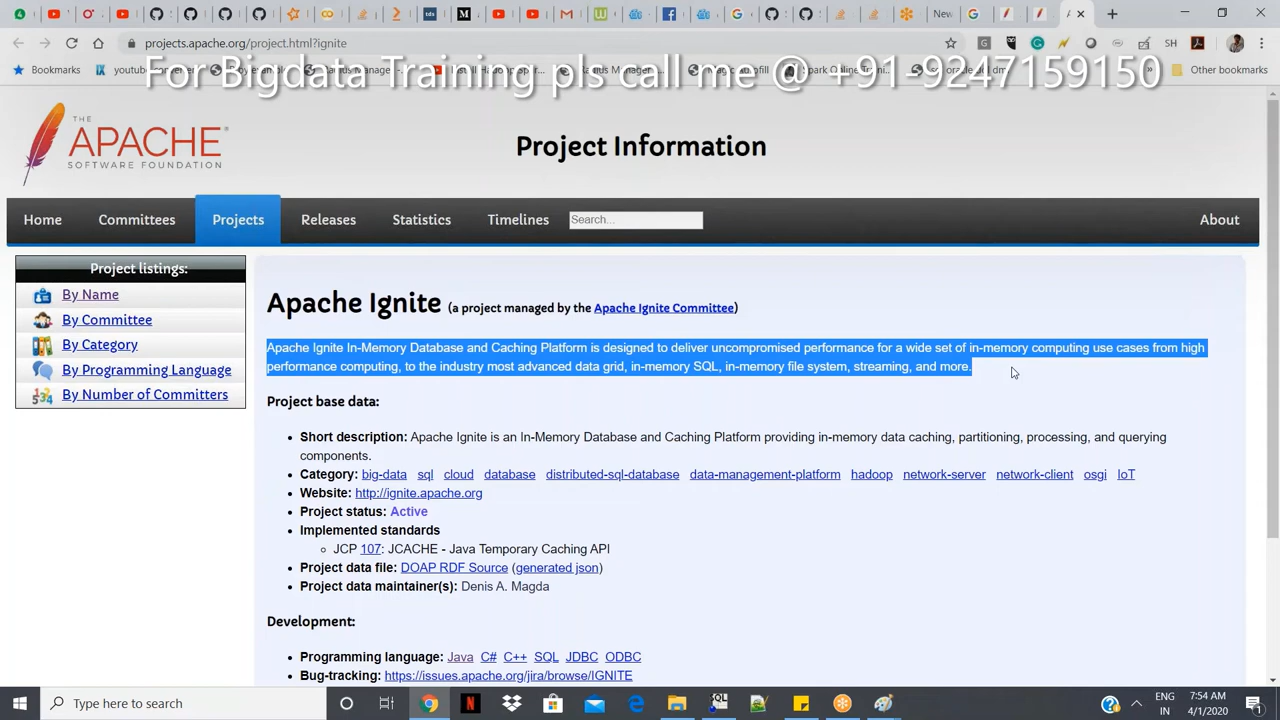 New
projects.apache.org/project.html?ignite
Bookmarks
Other bookmarks
For Bigdata Training pls call me @ +91-9247159150
THE
APACHE
SOFTWARE FOUNDATION
Project Information
Home Committees Projects Releases Statistics Timelines Search... About
Project listings:
By Name
By Committee
By Category
By Programming Language
By Number of Committers
Apache Ignite (a project managed by the Apache Ignite Committee)
Apache Ignite In-Memory Database and Caching Platform is designed to deliver uncompromised performance for a wide set of in-memory computing use cases from high
performance computing, to the industry most advanced data grid, in-memory SQL, in-memory file system, streaming, and more.
Project base data:
• Short description: Apache Ignite is an In-Memory Database and Caching Platform providing in-memory data caching, partitioning, processing, and querying
components.
• Category: big-data sql cloud database distributed-sql-database data-management-platform hadoop network-server network-client osgi IoT
• Website: http://ignite.apache.org
• Project status: Active
• Implemented standards
○ JCP 107: JCACHE - Java Temporary Caching API
• Project data file: DOAP RDF Source (generated json)
• Project data maintainer(s): Denis A. Magda
Development:
• Programming language: Java C# C++ SQL JDBC ODBC
• Bug-tracking: https://issues.apache.org/jira/browse/IGNITE
Type here to search
ENG
IN
7:54 AM
4/1/2020